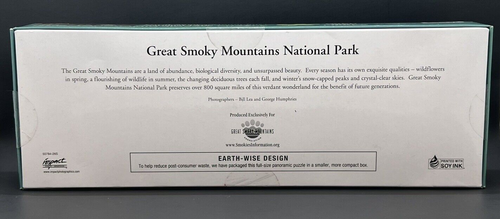 Great Smoky Mountains National Park
The Great Smoky Mountains are a land of abundance, biological diversity, and unsurpassed beauty. Every season has its own exquisite qualities – wildflowers
in spring, a flourishing of wildlife in summer, the changing deciduous trees each fall, and winter's snow-capped peaks and crystal-clear skies. Great Smoky
Mountains National Park preserves over 800 square miles of this verdant wonderland for the benefit of future generations.
Photographers – Bill Lea and George Humphries
Produced Exclusively for
GREAT SMOKY MOUNTAINS
www.SmokiesInformation.org
EARTH-WISE DESIGN
To help reduce post-consumer waste, we have packaged this full-size panoramic puzzle in a smaller, more compact box.
impact
PRINTED WITH
SOY INK